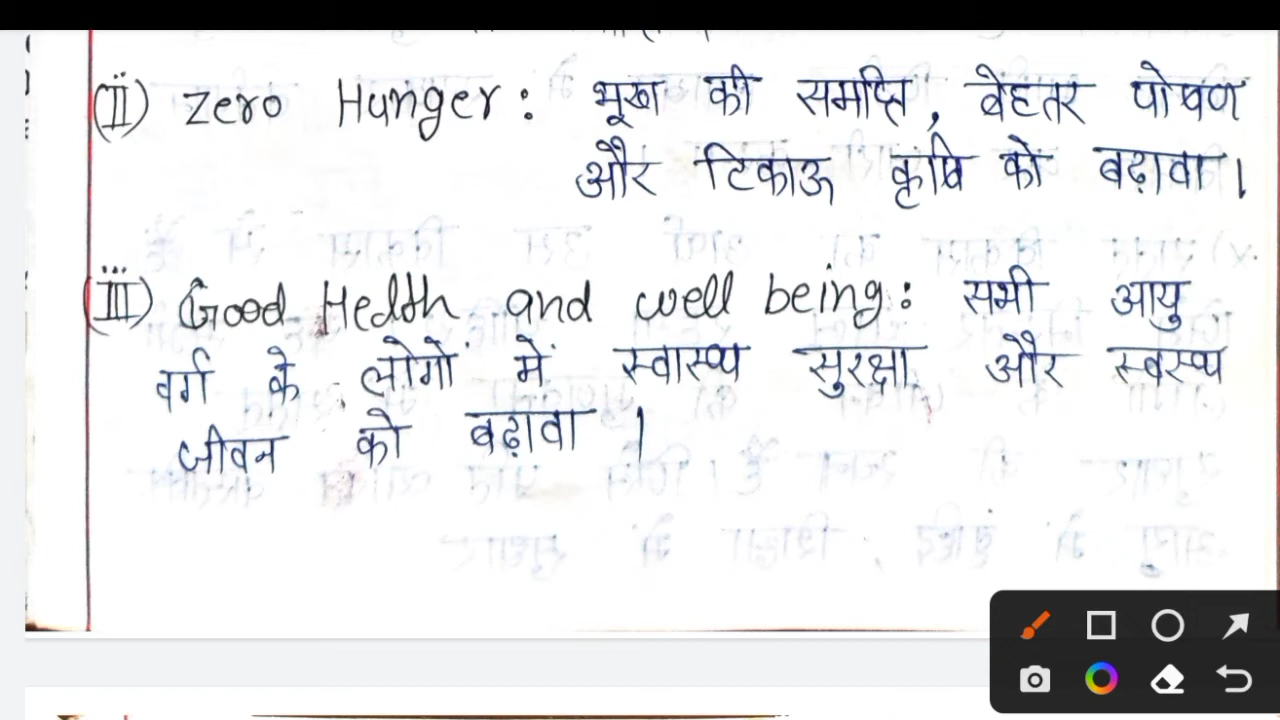 (ii) Zero Hunger: भूख की समाप्ति, बेहतर पोषण
और टिकाऊ कृषि को बढ़ावा।
(iii) Good Helth and well being: सभी आयु
वर्ग के लोगों में स्वास्थ्य सुरक्षा और स्वस्थ
जीवन को बढ़ावा।